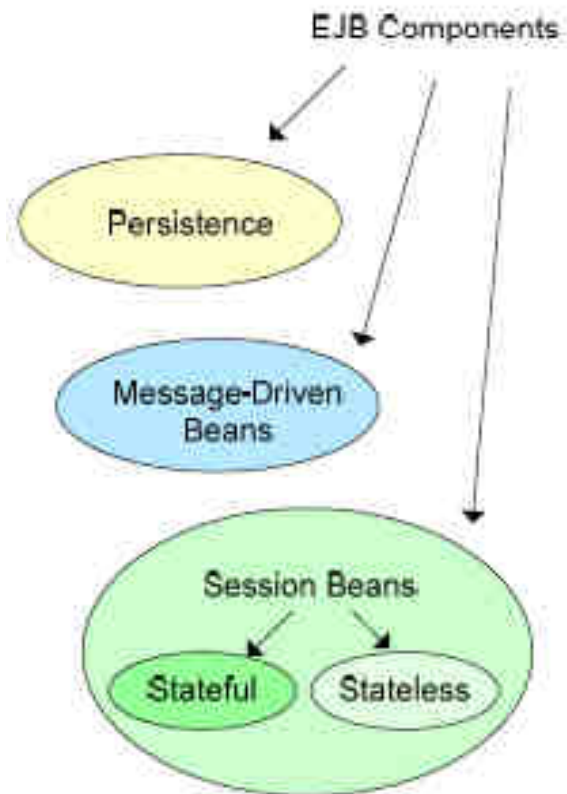 EJB Components
Persistence
Message-Driven
Beans
Session Beans
Stateful
Stateless